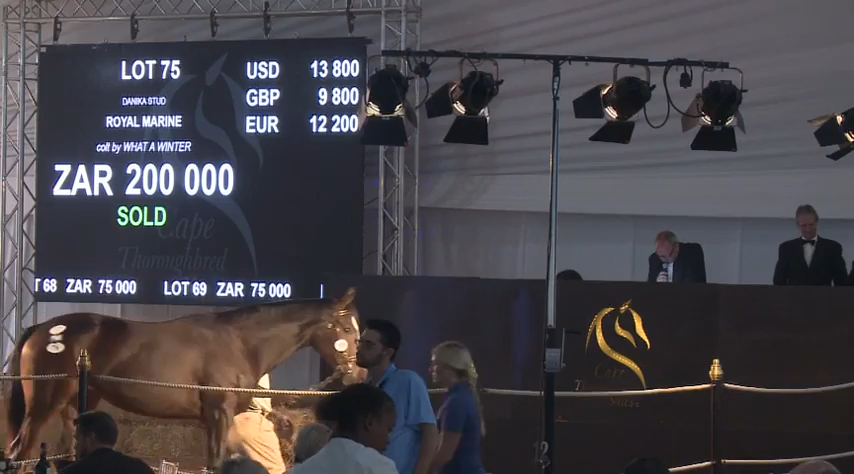 LOT 75
USD 13 800
DANIKA STUD
GBP 9 800
ROYAL MARINE
EUR 12 200
colt by WHAT A WINTER
ZAR 200 000
SOLD
Cape
Thoroughbred
T 68 ZAR 75 000 LOT 69 ZAR 75 000
Cape